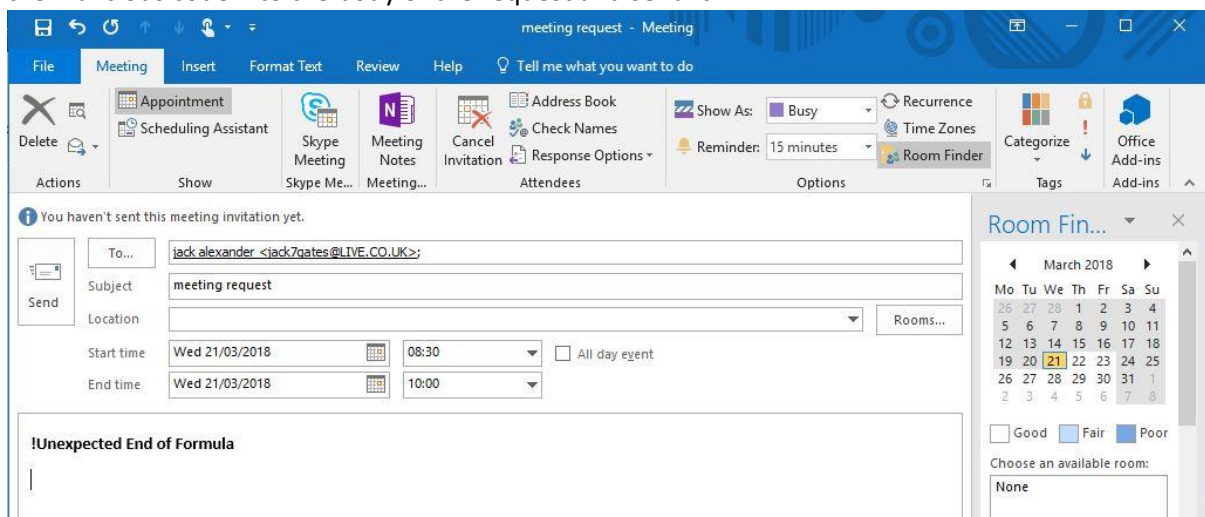 meeting request - Meeting
File Meeting Insert Format Text Review Help Tell me what you want to do
Delete
Actions
Appointment
Scheduling Assistant
Show
Skype
Meeting
Skype Me...
N
Meeting
Notes
Meeting...
Cancel
Invitation
Address Book
Check Names
Response Options
Attendees
Show As: Busy
Reminder: 15 minutes
Recurrence
Time Zones
Room Finder
Options
Categorize
Tags
Office
Add-ins
Add-ins
You haven't sent this meeting invitation yet.
Send
To... jack alexander <jack7gates@LIVE.CO.UK>;
Subject meeting request
Location Rooms...
Start time Wed 21/03/2018 08:30 All day event
End time Wed 21/03/2018 10:00
!Unexpected End of Formula
Room Fin...
March 2018
Mo Tu We Th Fr Sa Su
26 27 28 1 2 3 4
5 6 7 8 9 10 11
12 13 14 15 16 17 18
19 20 21 22 23 24 25
26 27 28 29 30 31 1
2 3 4 5 6 7 8
Good Fair Poor
Choose an available room:
None